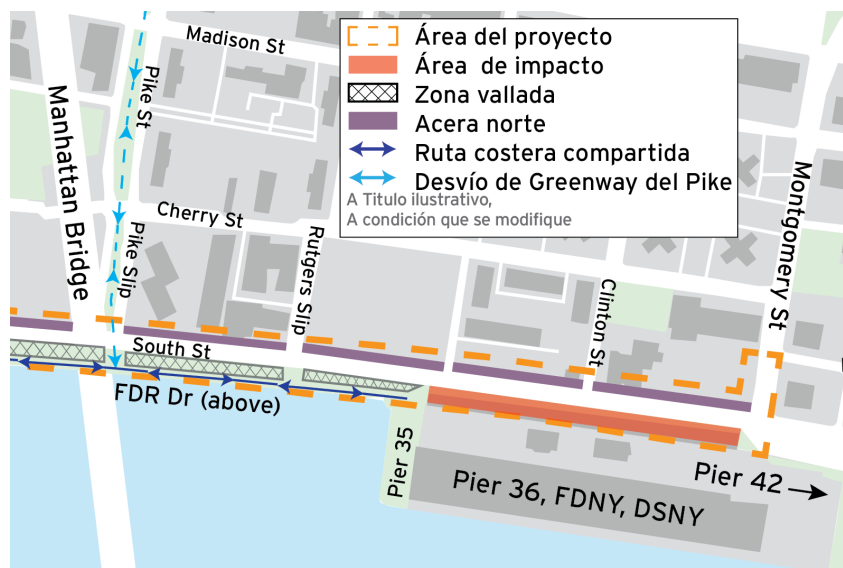 Madison St
Área del proyecto
Área de impacto
Zona vallada
Acera norte
Ruta costera compartida
Desvío de Greenway del Pike
A Titulo ilustrativo,
A condición que se modifique
Pike St
Manhattan Bridge
Cherry St
Pike Slip
Rutgers Slip
Montgomery St
Clinton St
South St
FDR Dr (above)
Pier 35
Pier 36, FDNY, DSNY
Pier 42